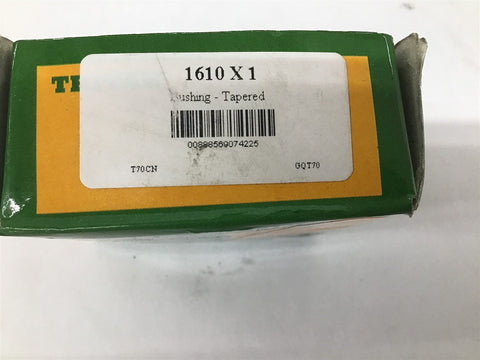 1610 X 1
Bushing - Tapered
00888569074225
T70CN
GQT70